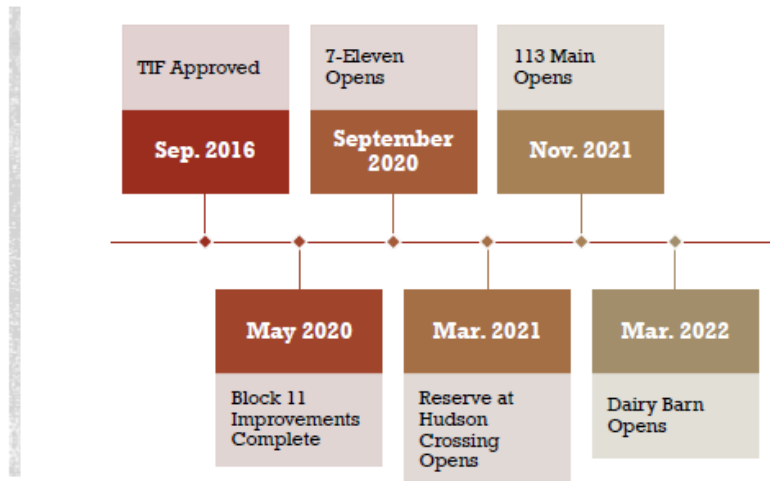 TIF Approved
Sep. 2016
7-Eleven
Opens
September
2020
113 Main
Opens
Nov. 2021
May 2020
Block 11
Improvements
Complete
Mar. 2021
Reserve at
Hudson
Crossing
Opens
Mar. 2022
Dairy Barn
Opens